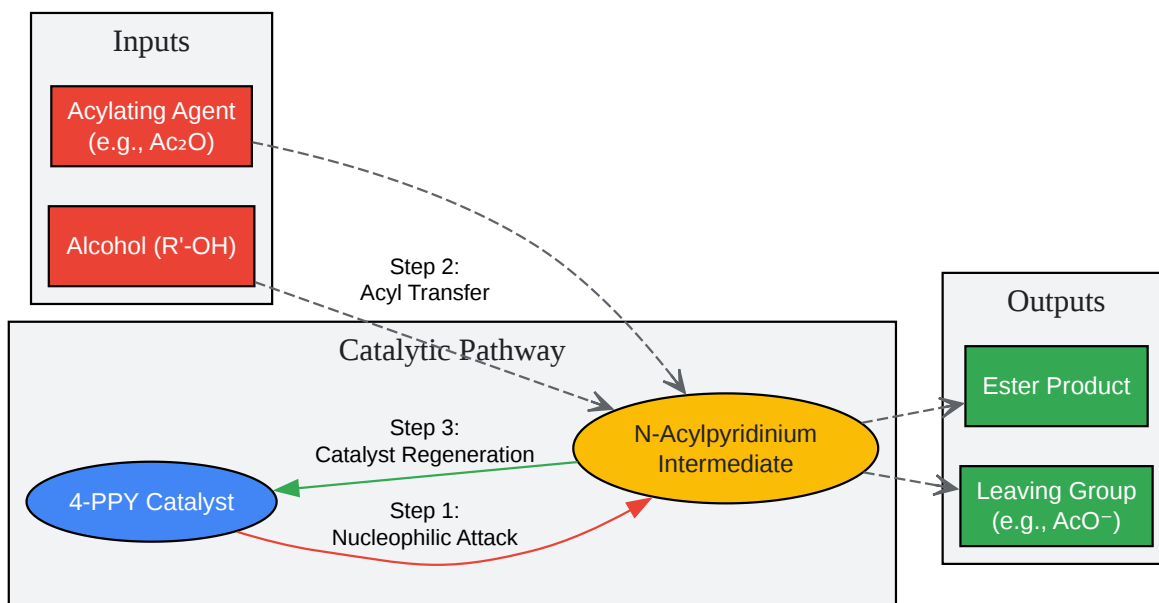 Inputs
Acylating Agent
(e.g., Ac₂O)
Alcohol (R'-OH)
Step 2:
Acyl Transfer
Catalytic Pathway
Step 3:
Catalyst Regeneration
4-PPY Catalyst
Step 1:
Nucleophilic Attack
N-Acylpyridinium
Intermediate
Outputs
Ester Product
Leaving Group
(e.g., AcO⁻)